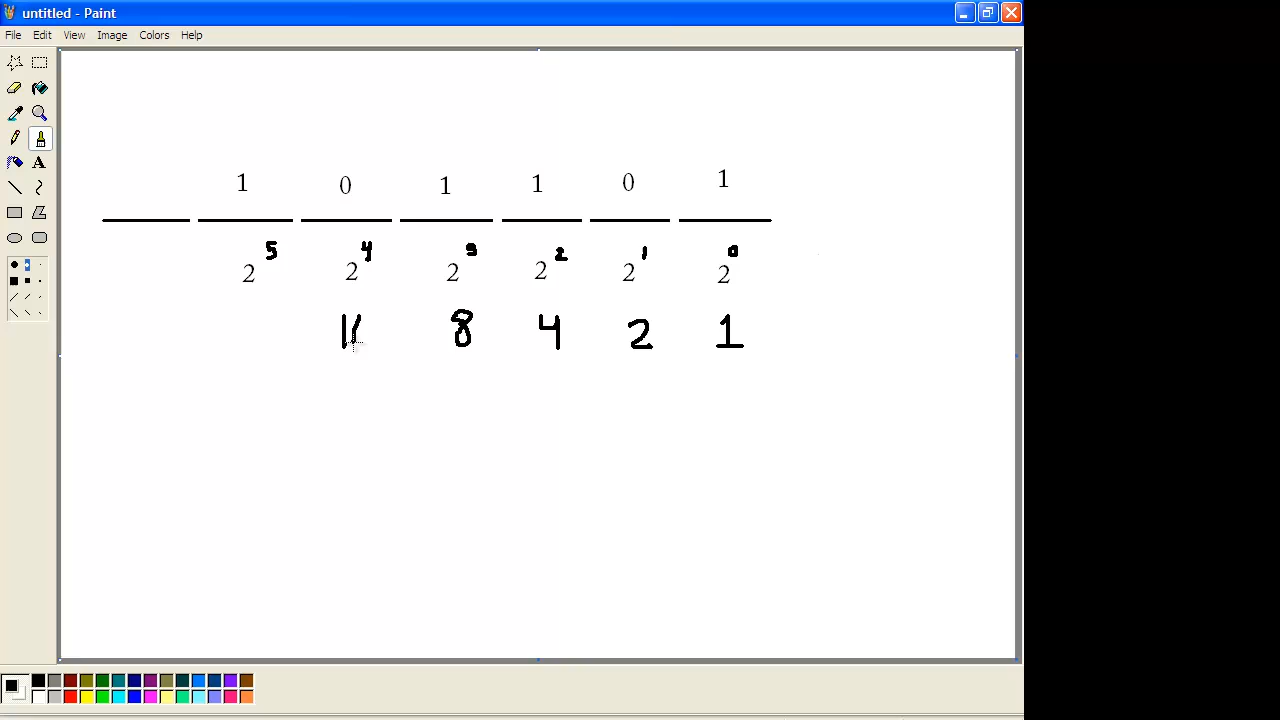 untitled - Paint
File Edit View Image Colors Help
1 0 1 1 0 1
2⁵ 2⁴ 2³ 2² 2¹ 2⁰
8 4 2 1